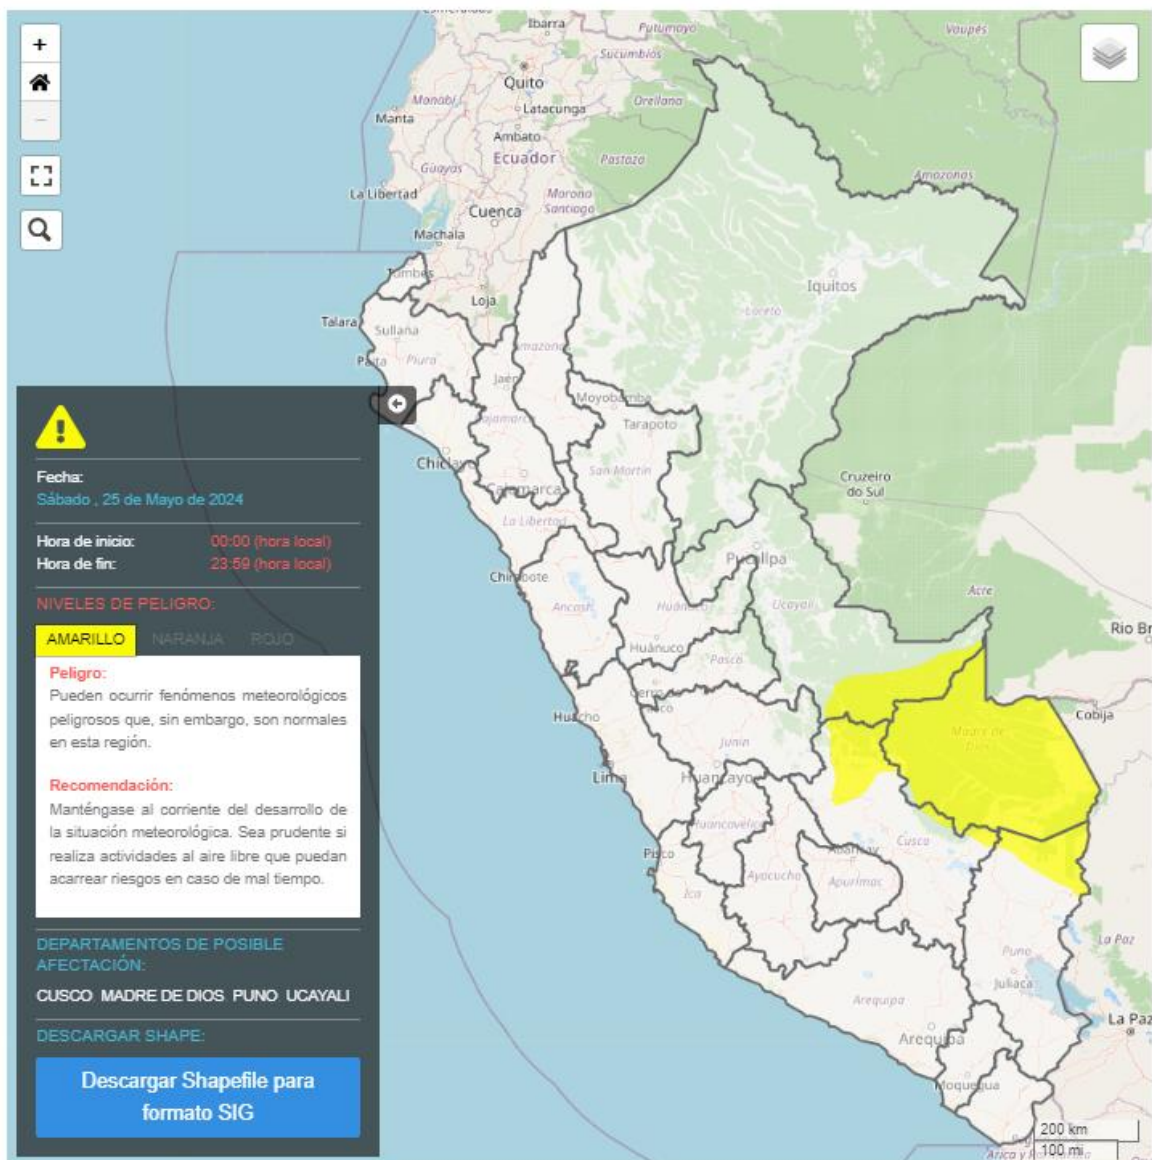 +
−
Fecha:
Sábado , 25 de Mayo de 2024
Hora de inicio: 00:00 (hora local)
Hora de fin: 23:59 (hora local)
NIVELES DE PELIGRO:
AMARILLO NARANJA ROJO
Peligro:
Pueden ocurrir fenómenos meteorológicos
peligrosos que, sin embargo, son normales
en esta región.
Recomendación:
Manténgase al corriente del desarrollo de
la situación meteorológica. Sea prudente si
realiza actividades al aire libre que puedan
acarrear riesgos en caso de mal tiempo.
DEPARTAMENTOS DE POSIBLE
AFECTACIÓN:
CUSCO MADRE DE DIOS PUNO UCAYALI
DESCARGAR SHAPE:
Descargar Shapefile para
formato SIG
Esmeraldas
Ibarra
Putumayo
Vaupés
Sucumbíos
Quito
Orellana
Manabí
Latacunga
Manta
Ambato
Ecuador
Pastaza
Guayas
Amazonas
La Libertad
Morona
Santiago
Cuenca
Machala
Tumbes
Iquitos
Loja
Loreto
Talara
Sullana
Amazonas
Paita
Piura
Jaén
Moyobamba
Cajamarca
Tarapoto
Chiclayo
San Martín
Cruzeiro
do Sul
Cajamarca
La Libertad
Pucallpa
Chimbote
Acre
Ancash
Huánuco
Ucayali
Rio Br
Huánuco
Pasco
Cerro de
Pasco
Huacho
Cobija
Madre de
Dios
Junín
Lima
Huancayo
Huancavelica
Cusco
Abancay
Pisco
Ayacucho
Apurímac
Ica
La Paz
Puno
Juliaca
Arequipa
La Paz
Arequipa
Moquegua
200 km
100 mi